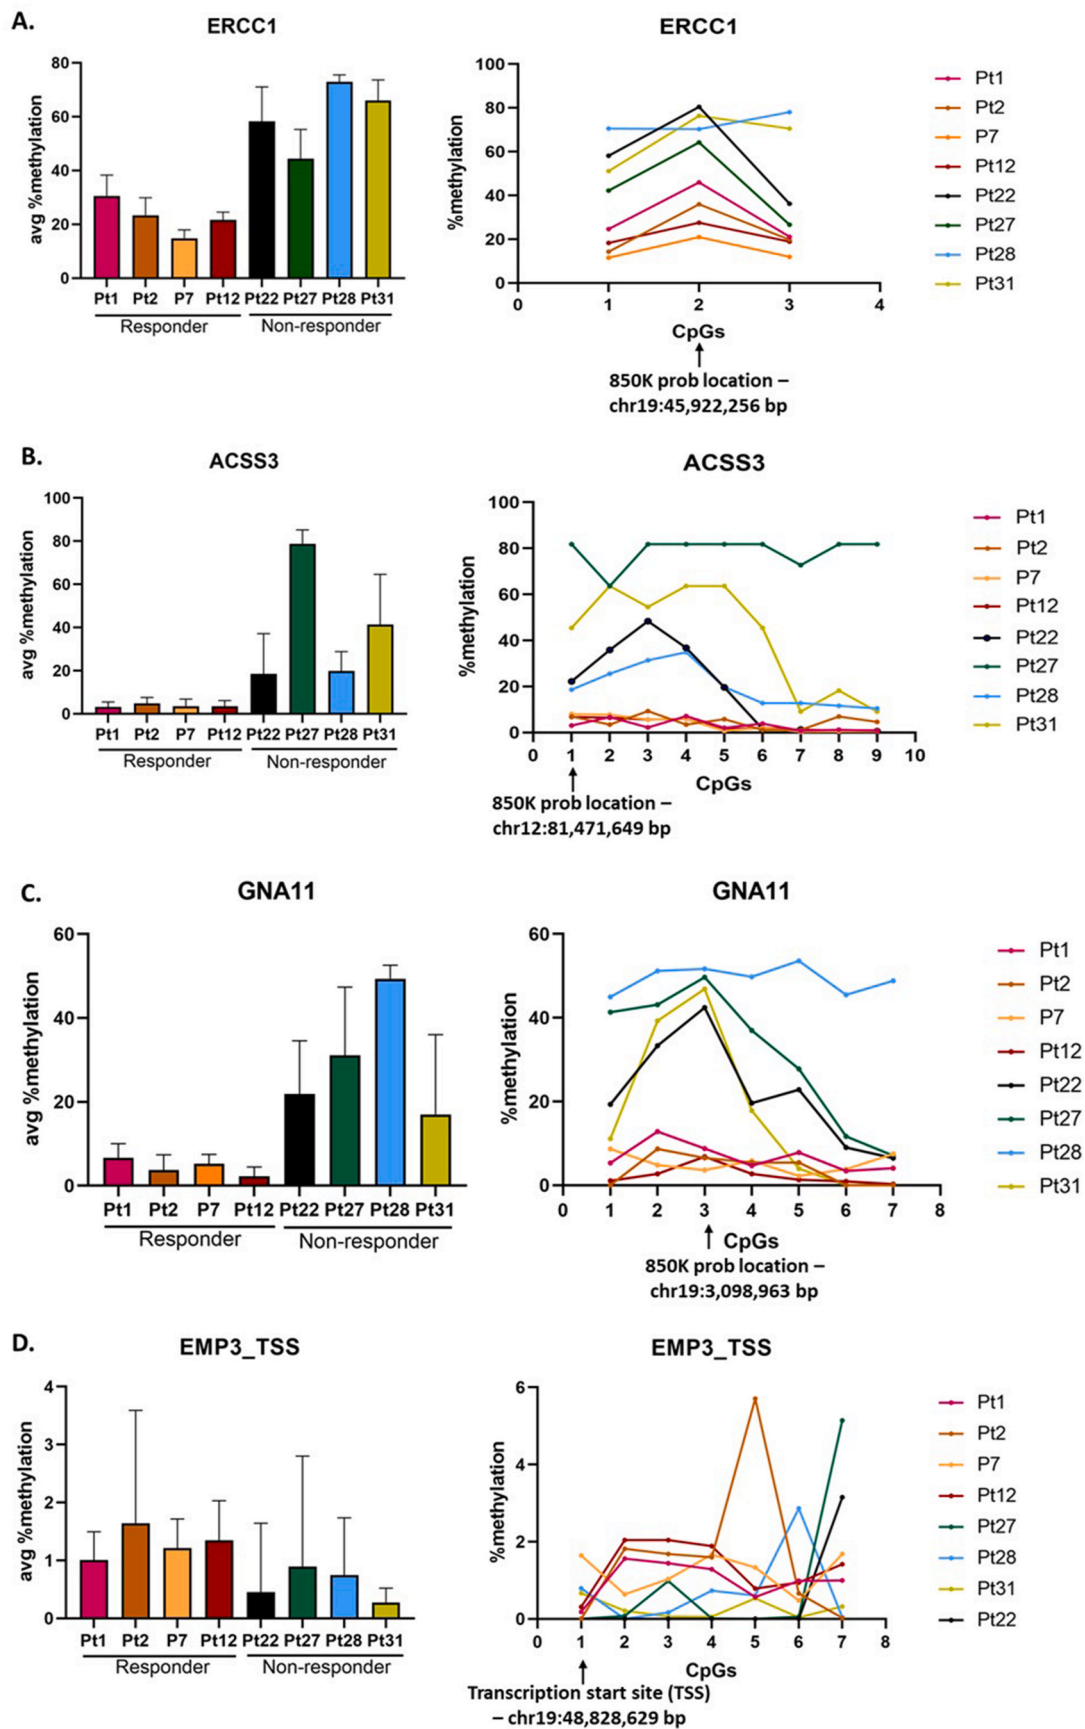 A.
ERCC1
avg %methylation
80
60
40
20
0
Pt1 Pt2 P7 Pt12 Pt22 Pt27 Pt28 Pt31
Responder Non-responder
ERCC1
%methylation
100
80
60
40
20
0
0 1 2 3 4
CpGs
850K prob location –
chr19:45,922,256 bp
Pt1
Pt2
P7
Pt12
Pt22
Pt27
Pt28
Pt31
B.
ACSS3
avg %methylation
100
80
60
40
20
0
Pt1 Pt2 P7 Pt12 Pt22 Pt27 Pt28 Pt31
Responder Non-responder
ACSS3
%methylation
100
80
60
40
20
0
0 1 2 3 4 5 6 7 8 9 10
CpGs
850K prob location –
chr12:81,471,649 bp
Pt1
Pt2
P7
Pt12
Pt22
Pt27
Pt28
Pt31
C.
GNA11
avg %methylation
60
40
20
0
Pt1 Pt2 P7 Pt12 Pt22 Pt27 Pt28 Pt31
Responder Non-responder
GNA11
%methylation
60
40
20
0
0 1 2 3 4 5 6 7 8
CpGs
850K prob location –
chr19:3,098,963 bp
Pt1
Pt2
P7
Pt12
Pt22
Pt27
Pt28
Pt31
D.
EMP3_TSS
avg %methylation
4
3
2
1
0
Pt1 Pt2 P7 Pt12 Pt22 Pt27 Pt28 Pt31
Responder Non-responder
EMP3_TSS
%methylation
6
4
2
0
0 1 2 3 4 5 6 7 8
CpGs
Transcription start site (TSS)
– chr19:48,828,629 bp
Pt1
Pt2
P7
Pt12
Pt27
Pt28
Pt31
Pt22